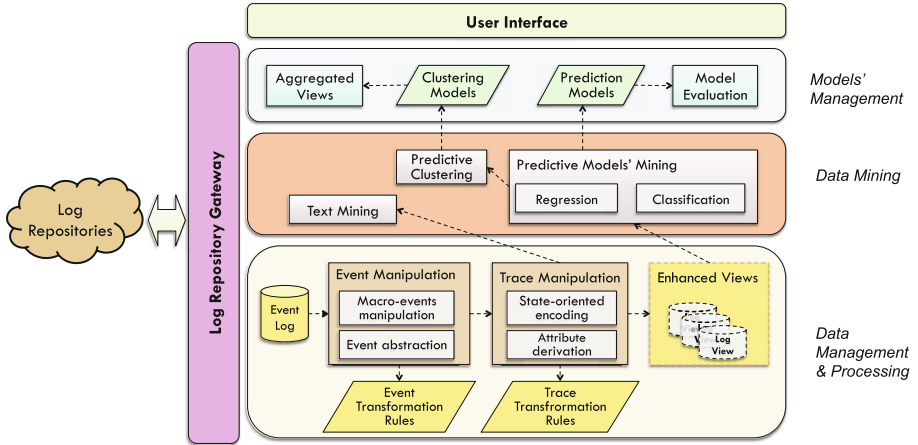 User Interface
Log Repository Gateway
Log
Repositories
Aggregated
Views
Clustering
Models
Prediction
Models
Model
Evaluation
Models'
Management
Predictive
Clustering
Predictive Models' Mining
Regression
Classification
Text Mining
Data Mining
Event
Log
Event Manipulation
Macro-events
manipulation
Event abstraction
Trace Manipulation
State-oriented
encoding
Attribute
derivation
Enhanced Views
Log
View
Event
Transformation
Rules
Trace
Transfromation
Rules
Data
Management
& Processing